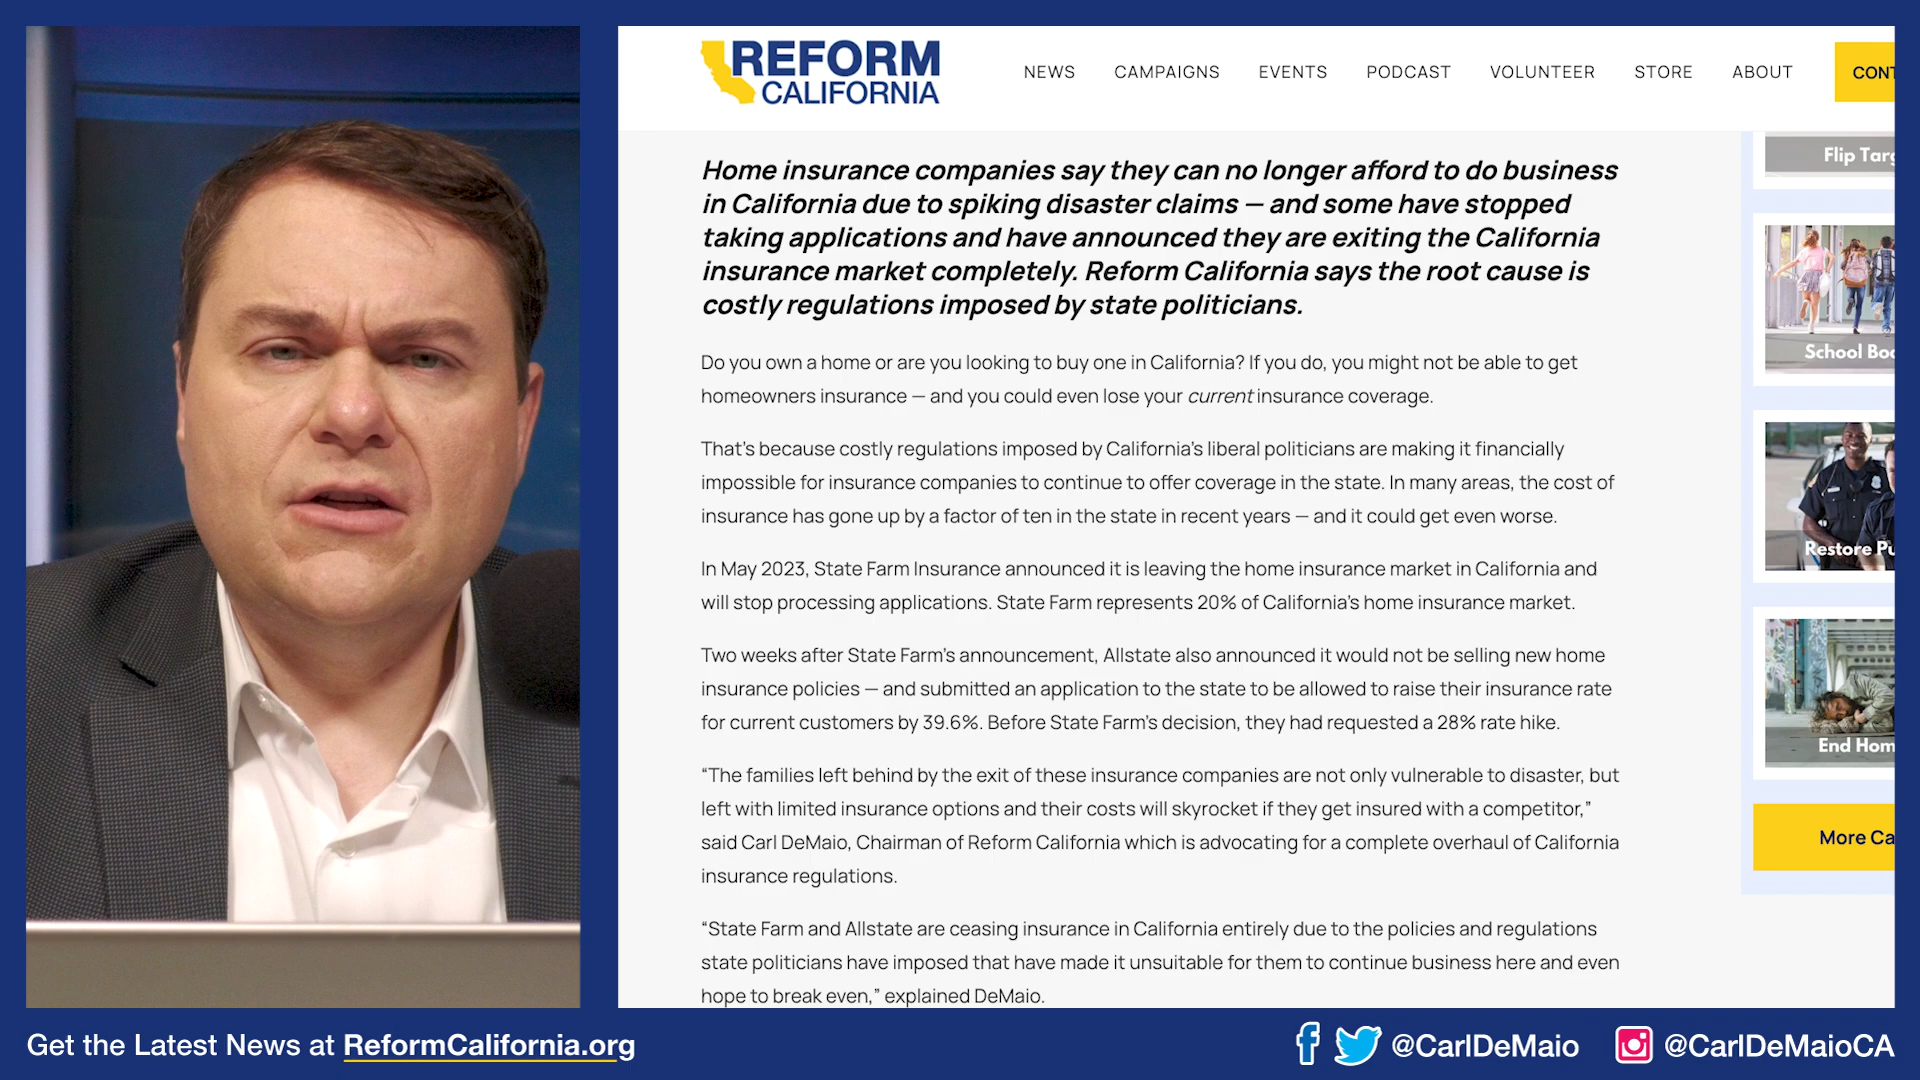 REFORM
CALIFORNIA
NEWS
CAMPAIGNS
EVENTS
PODCAST
VOLUNTEER
STORE
ABOUT
CONT
Home insurance companies say they can no longer afford to do business
in California due to spiking disaster claims — and some have stopped
taking applications and have announced they are exiting the California
insurance market completely. Reform California says the root cause is
costly regulations imposed by state politicians.
Do you own a home or are you looking to buy one in California? If you do, you might not be able to get
homeowners insurance — and you could even lose your current insurance coverage.
That's because costly regulations imposed by California's liberal politicians are making it financially
impossible for insurance companies to continue to offer coverage in the state. In many areas, the cost of
insurance has gone up by a factor of ten in the state in recent years — and it could get even worse.
In May 2023, State Farm Insurance announced it is leaving the home insurance market in California and
will stop processing applications. State Farm represents 20% of California's home insurance market.
Two weeks after State Farm's announcement, Allstate also announced it would not be selling new home
insurance policies — and submitted an application to the state to be allowed to raise their insurance rate
for current customers by 39.6%. Before State Farm's decision, they had requested a 28% rate hike.
“The families left behind by the exit of these insurance companies are not only vulnerable to disaster, but
left with limited insurance options and their costs will skyrocket if they get insured with a competitor,”
said Carl DeMaio, Chairman of Reform California which is advocating for a complete overhaul of California
insurance regulations.
“State Farm and Allstate are ceasing insurance in California entirely due to the policies and regulations
state politicians have imposed that have made it unsuitable for them to continue business here and even
hope to break even,” explained DeMaio.
Flip Targ
School Boa
Restore Pu
End Hom
More Ca
Get the Latest News at ReformCalifornia.org
@CarlDeMaio
@CarlDeMaioCA